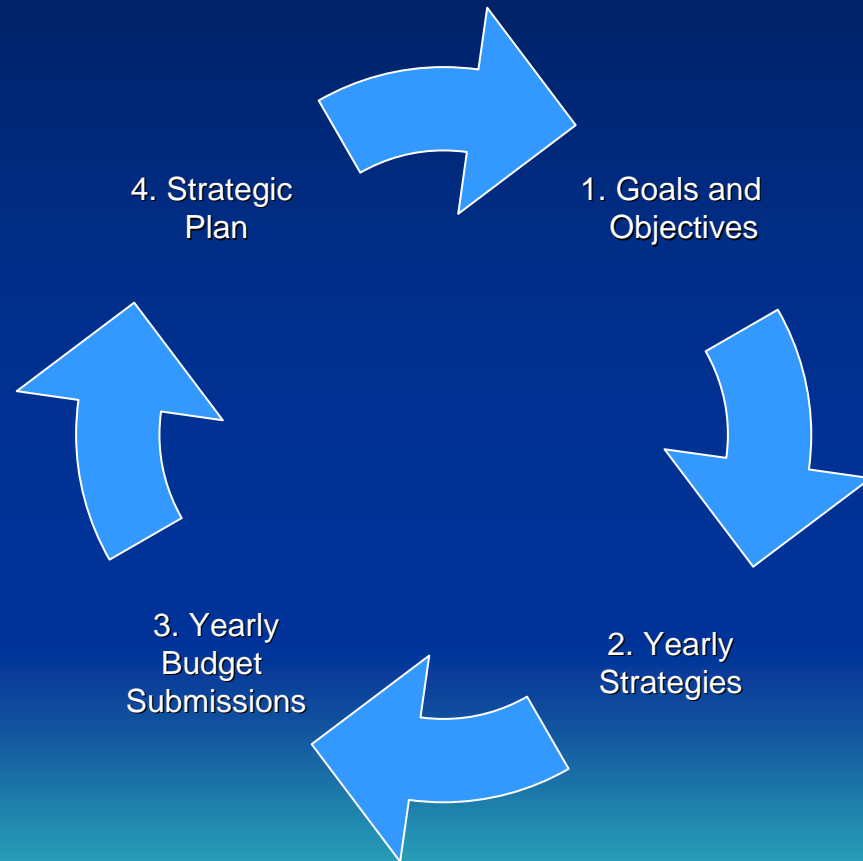 4. Strategic
Plan
1. Goals and
Objectives
3. Yearly
Budget
Submissions
2. Yearly
Strategies